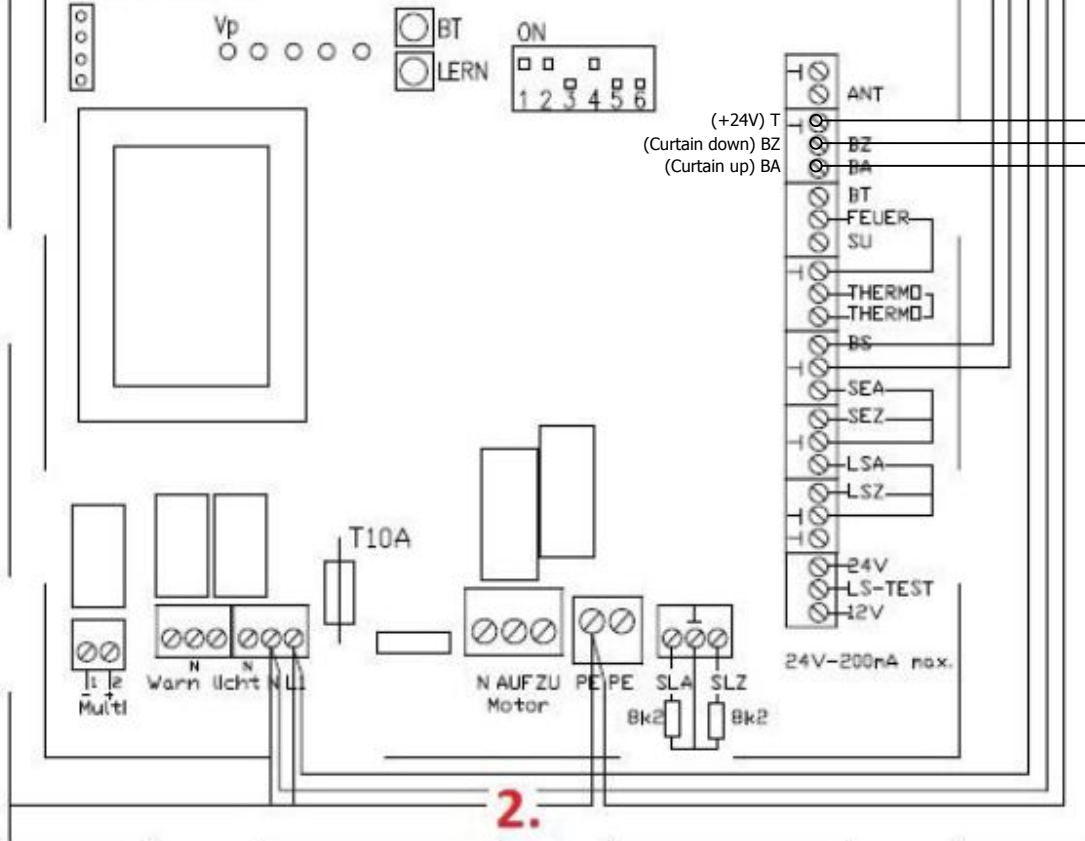 Vp
BT
LERN
ON
1 2 3 4 5 6
ANT
(+24V) T
(Curtain down) BZ
BZ
(Curtain up) BA
BA
BT
FEUER
SU
THERMO
THERMO
BS
SEA
SEZ
LSA
LSZ
24V
LS-TEST
12V
24V-200mA max.
T10A
1 2
- +
Multi
N
Warn licht
N
N L1
N AUF ZU
Motor
PE PE
SLA SLZ
8k2
8k2
2.